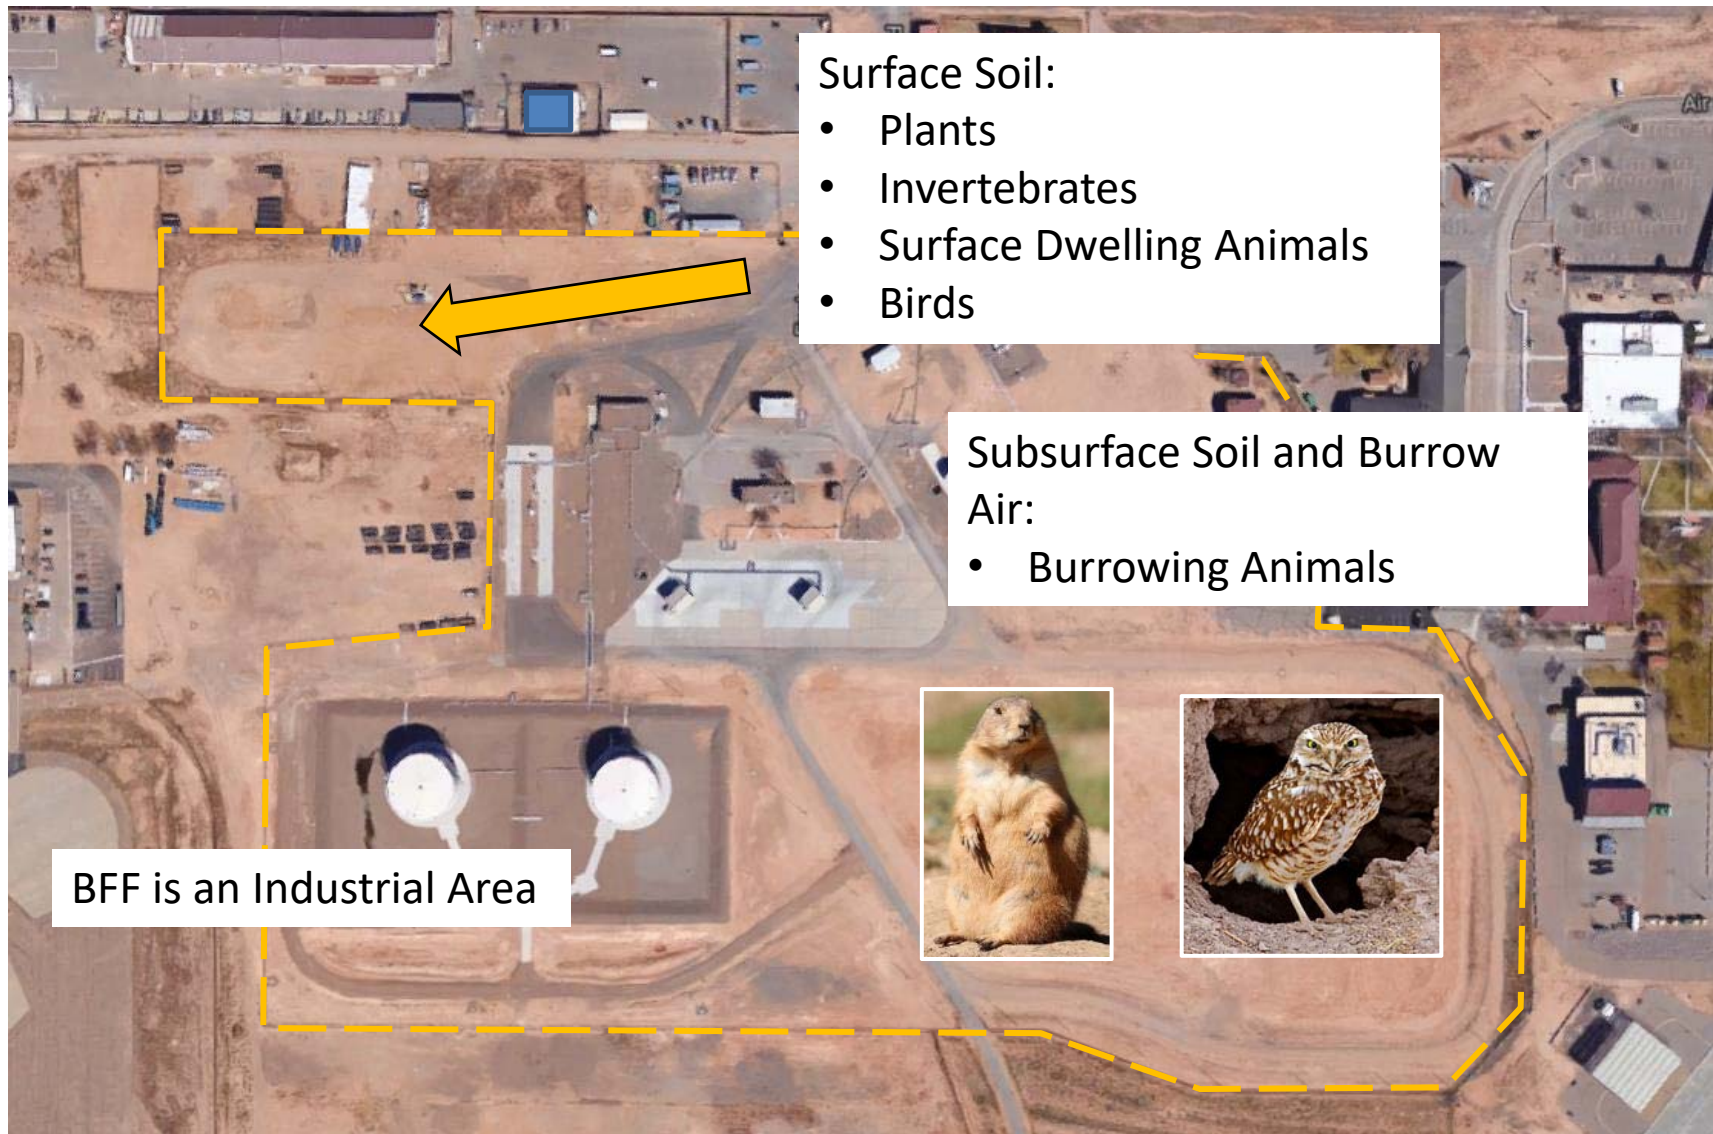 Surface Soil:
• Plants
• Invertebrates
• Surface Dwelling Animals
• Birds
Air
Subsurface Soil and Burrow
Air:
• Burrowing Animals
BFF is an Industrial Area